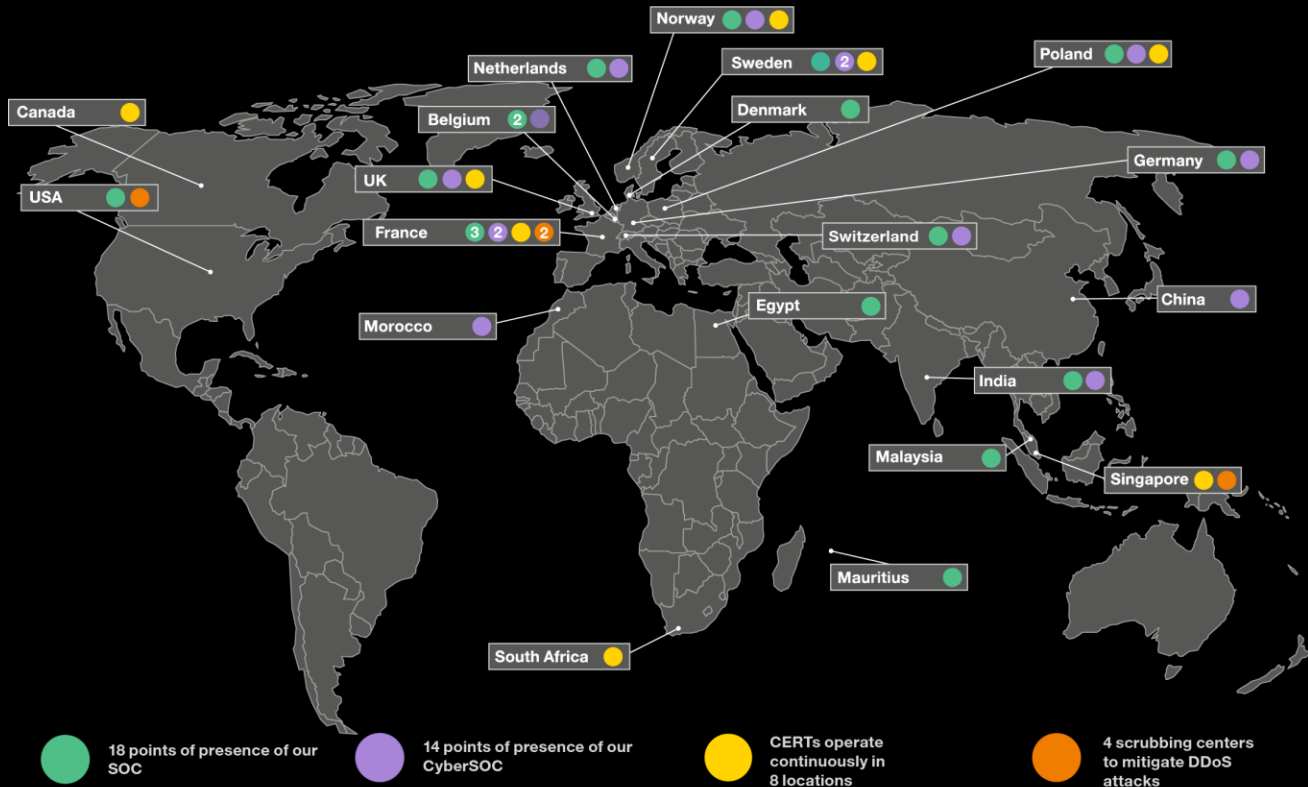 Norway
Sweden 2
Poland
Netherlands
Denmark
Canada
Belgium 2
Germany
UK
USA
France 3 2 2
Switzerland
China
Egypt
Morocco
India
Malaysia
Singapore
Mauritius
South Africa
18 points of presence of our
SOC
14 points of presence of our
CyberSOC
CERTs operate
continuously in
8 locations
4 scrubbing centers
to mitigate DDoS
attacks